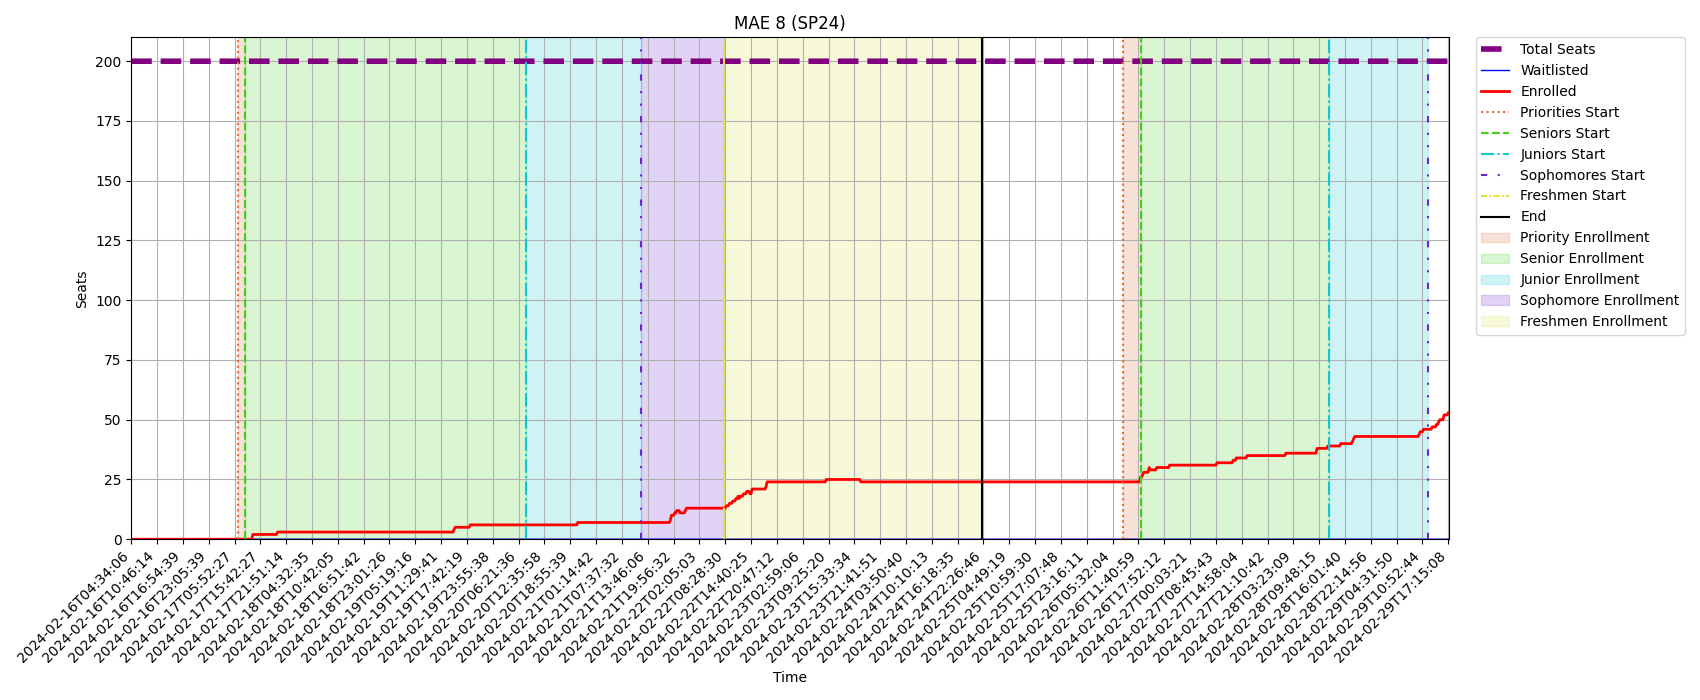 MAE 8 (SP24)
Seats
200
175
150
125
100
75
50
25
0
2024-02-16T04:34:06
2024-02-16T10:46:14
2024-02-16T16:54:39
2024-02-16T23:05:39
2024-02-17T05:52:27
2024-02-17T15:42:27
2024-02-17T21:51:14
2024-02-18T04:32:35
2024-02-18T10:42:05
2024-02-18T16:51:42
2024-02-18T23:01:26
2024-02-19T05:19:16
2024-02-19T11:29:41
2024-02-19T17:42:19
2024-02-19T23:55:38
2024-02-20T06:21:36
2024-02-20T12:35:58
2024-02-20T18:55:39
2024-02-21T01:14:42
2024-02-21T07:37:32
2024-02-21T13:46:06
2024-02-21T19:56:32
2024-02-22T02:05:03
2024-02-22T08:28:30
2024-02-22T14:40:25
2024-02-22T20:47:12
2024-02-23T02:59:06
2024-02-23T09:25:20
2024-02-23T15:33:34
2024-02-23T21:41:51
2024-02-24T03:50:40
2024-02-24T10:10:13
2024-02-24T16:18:35
2024-02-24T22:26:46
2024-02-25T04:49:19
2024-02-25T10:59:30
2024-02-25T17:07:48
2024-02-25T23:16:11
2024-02-26T05:32:04
2024-02-26T11:40:59
2024-02-26T17:52:12
2024-02-27T00:03:21
2024-02-27T08:45:43
2024-02-27T14:58:04
2024-02-27T21:10:42
2024-02-28T03:23:09
2024-02-28T09:48:15
2024-02-28T16:01:40
2024-02-28T22:14:56
2024-02-29T04:31:50
2024-02-29T10:52:44
2024-02-29T17:15:08
Time
Total Seats
Waitlisted
Enrolled
Priorities Start
Seniors Start
Juniors Start
Sophomores Start
Freshmen Start
End
Priority Enrollment
Senior Enrollment
Junior Enrollment
Sophomore Enrollment
Freshmen Enrollment